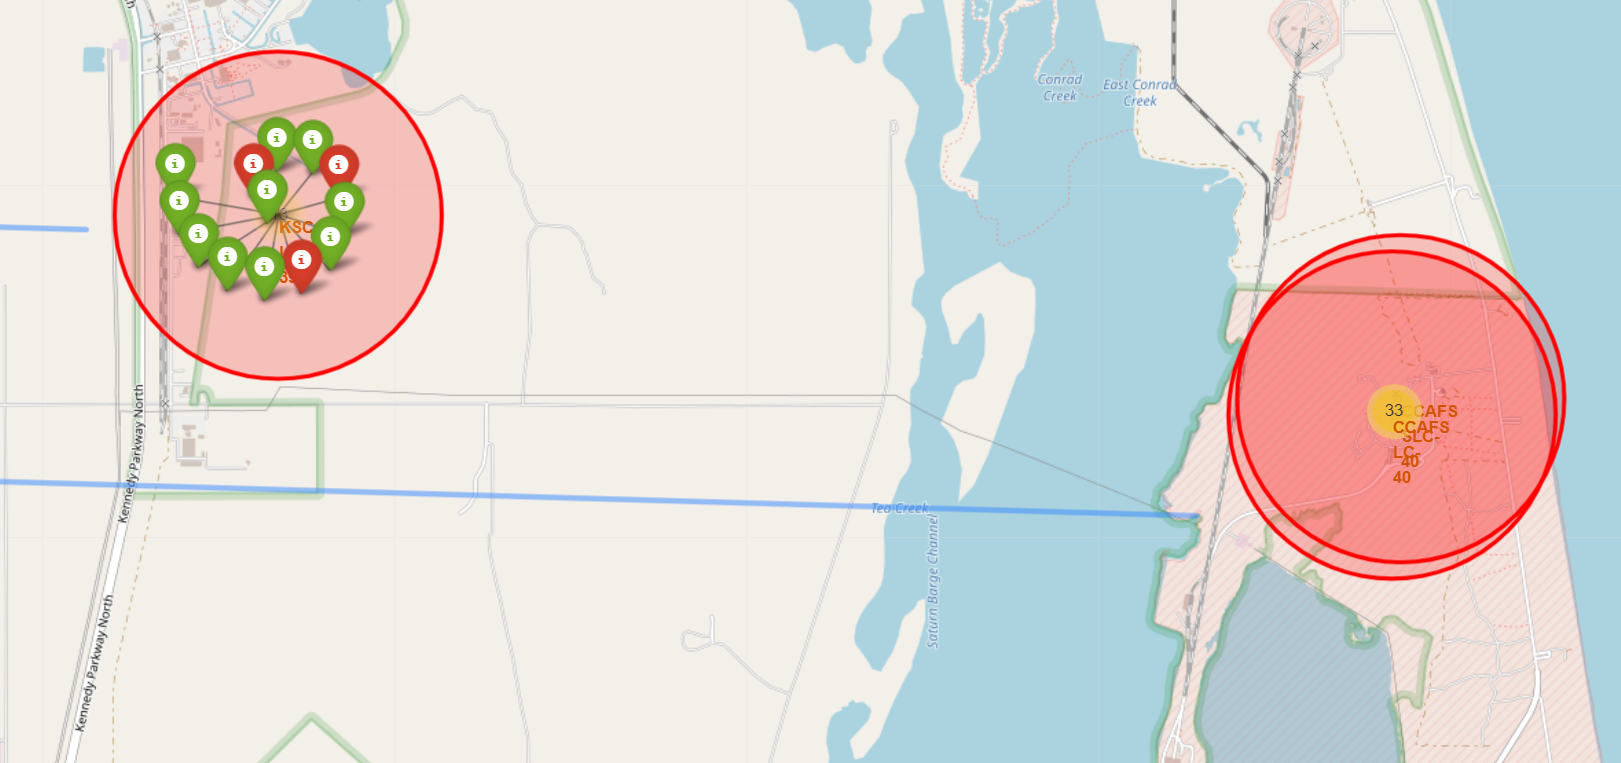 Conrad
Creek
East Conrad
Creek
KSC
Kennedy Parkway North
Kennedy Parkway North
Tea Creek
Saturn Barge Channel
33
CCAFS
CCAFS
SLC-
LC-
40
40
i
i
i
i
i
i
i
i
i
i
i
i
i